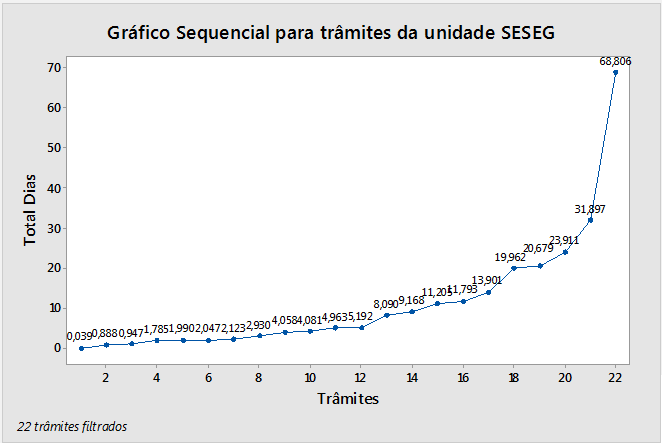 Gráfico Sequencial para trâmites da unidade SESEG
Total Dias
70
60
50
40
30
20
10
0
0,039 0,888 0,947 1,785 1,990 2,047 2,123 2,930 4,058 4,081 4,963 5,192 8,090 9,168 11,205 11,793 13,901 19,962 20,679 23,911 31,897 68,806
2 4 6 8 10 12 14 16 18 20 22
Trâmites
22 trâmites filtrados